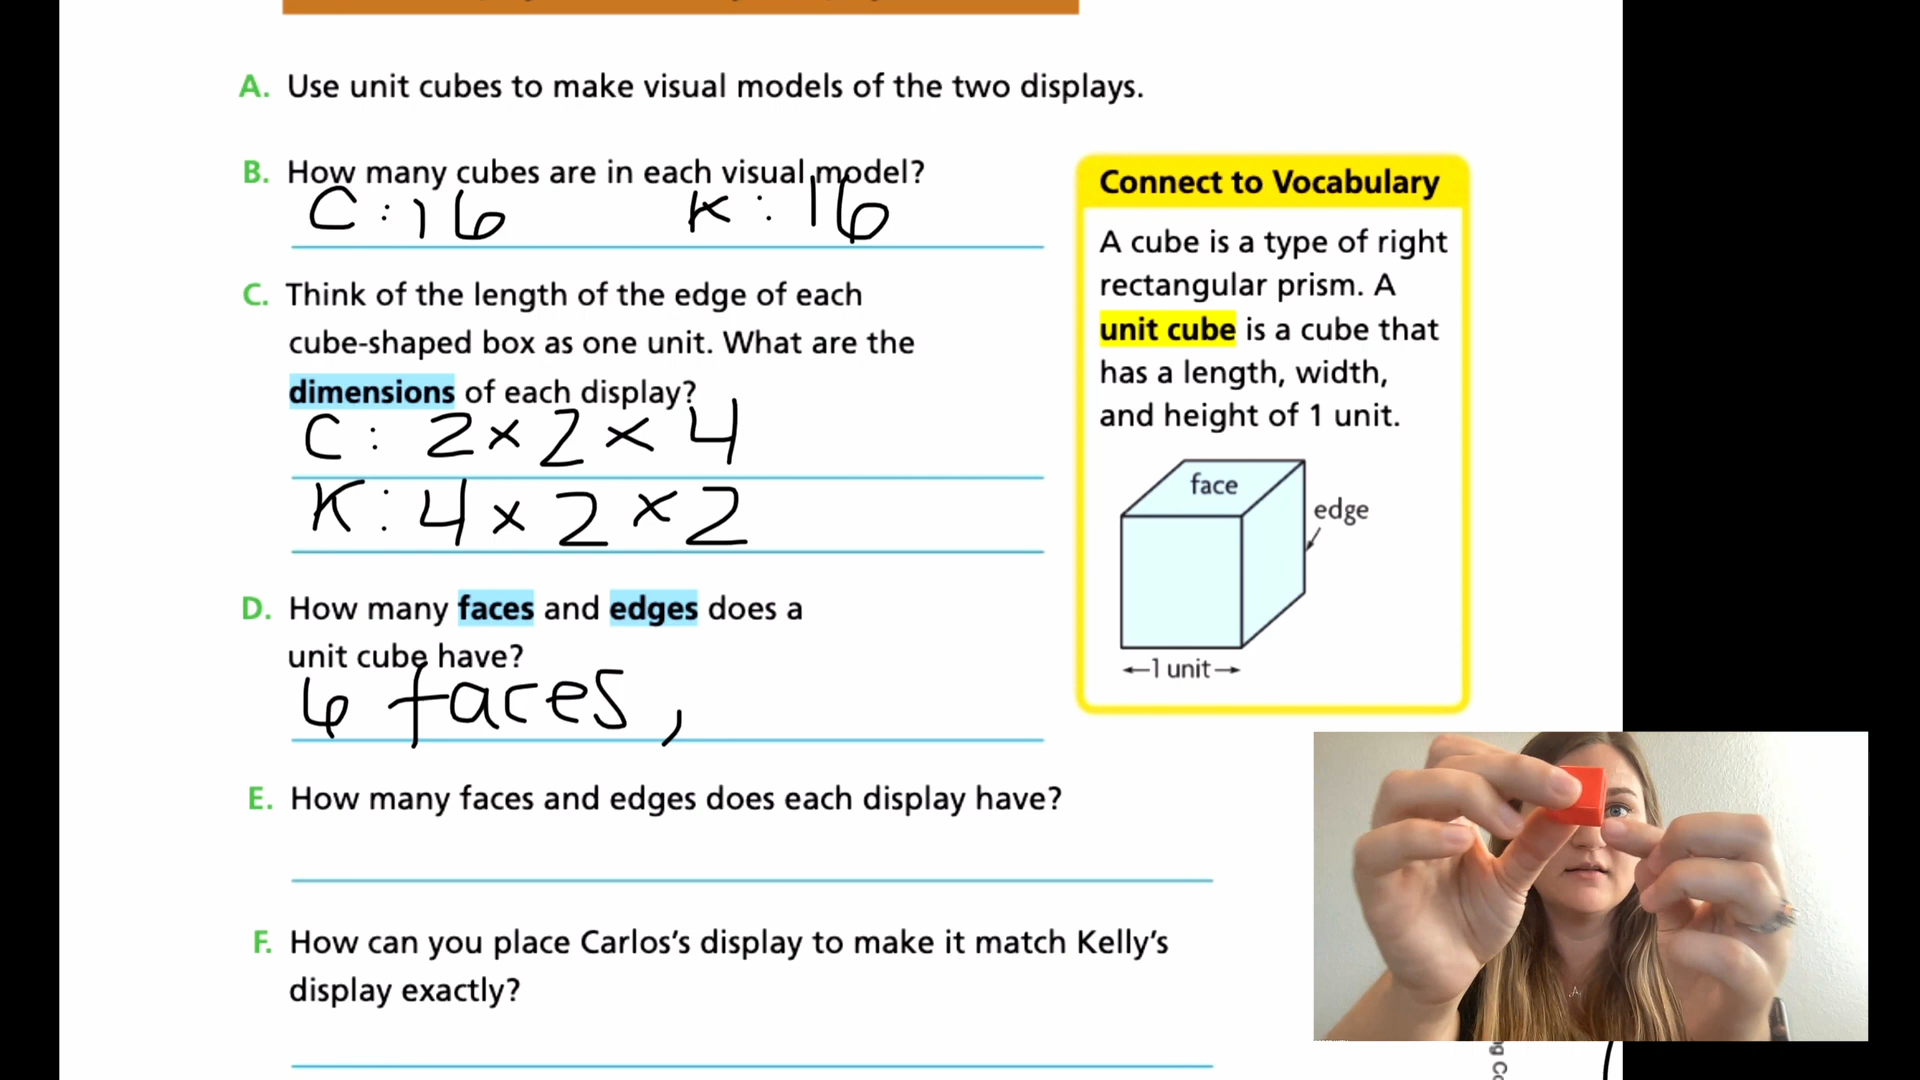 A. Use unit cubes to make visual models of the two displays.
B. How many cubes are in each visual model?
C : 16 K : 16
C. Think of the length of the edge of each
cube-shaped box as one unit. What are the
dimensions of each display?
C : 2 × 2 × 4
K : 4 × 2 × 2
D. How many faces and edges does a
unit cube have?
6 faces,
E. How many faces and edges does each display have?
F. How can you place Carlos's display to make it match Kelly's
display exactly?
Connect to Vocabulary
A cube is a type of right
rectangular prism. A
unit cube is a cube that
has a length, width,
and height of 1 unit.
face
edge
1 unit